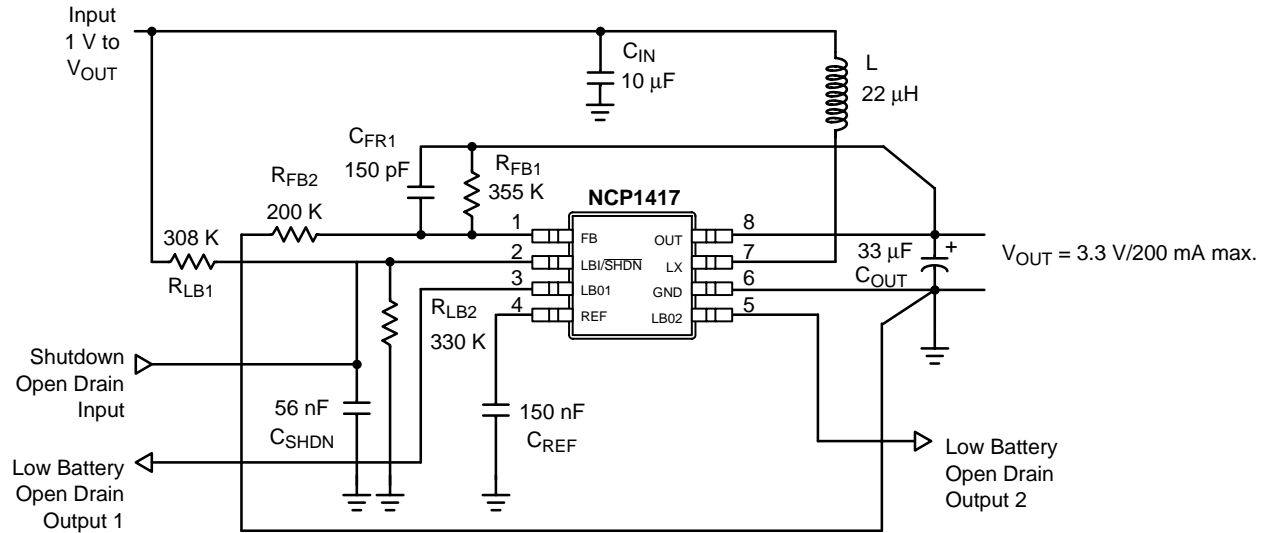 Input
1 V to
VOUT
CIN
10 μF
L
22 μH
CFR1
150 pF
RFB1
355 K
RFB2
200 K
NCP1417
308 K
RLB1
1
2
3
4
FB
LBI/SHDN
LB01
REF
OUT
LX
GND
LB02
8
7
6
5
33 μF
COUT
+
VOUT = 3.3 V/200 mA max.
RLB2
330 K
Shutdown
Open Drain
Input
56 nF
CSHDN
150 nF
CREF
Low Battery
Open Drain
Output 1
Low Battery
Open Drain
Output 2